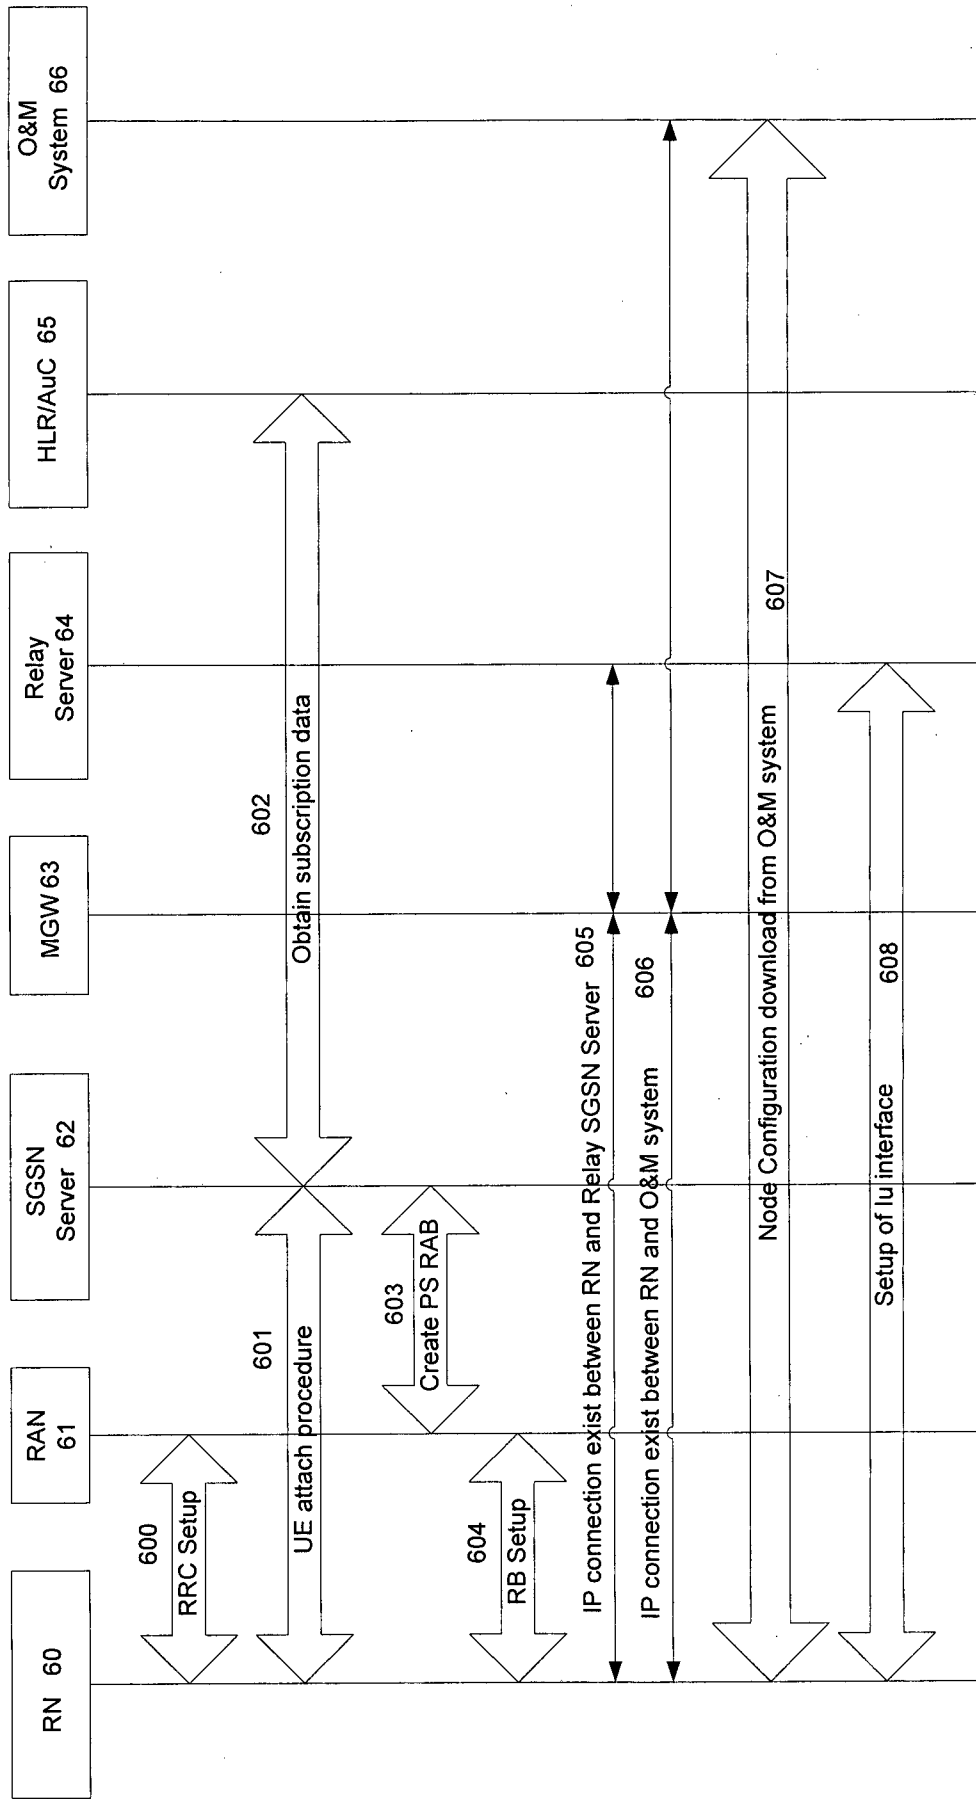 RN 60
RAN
61
SGSN
Server 62
MGW 63
Relay
Server 64
HLR/AuC 65
O&M
System 66
600
RRC Setup
601
UE attach procedure
602
Obtain subscription data
603
Create PS RAB
604
RB Setup
IP connection exist between RN and Relay SGSN Server 605
IP connection exist between RN and O&M system 606
607
Node Configuration download from O&M system
608
Setup of Iu interface